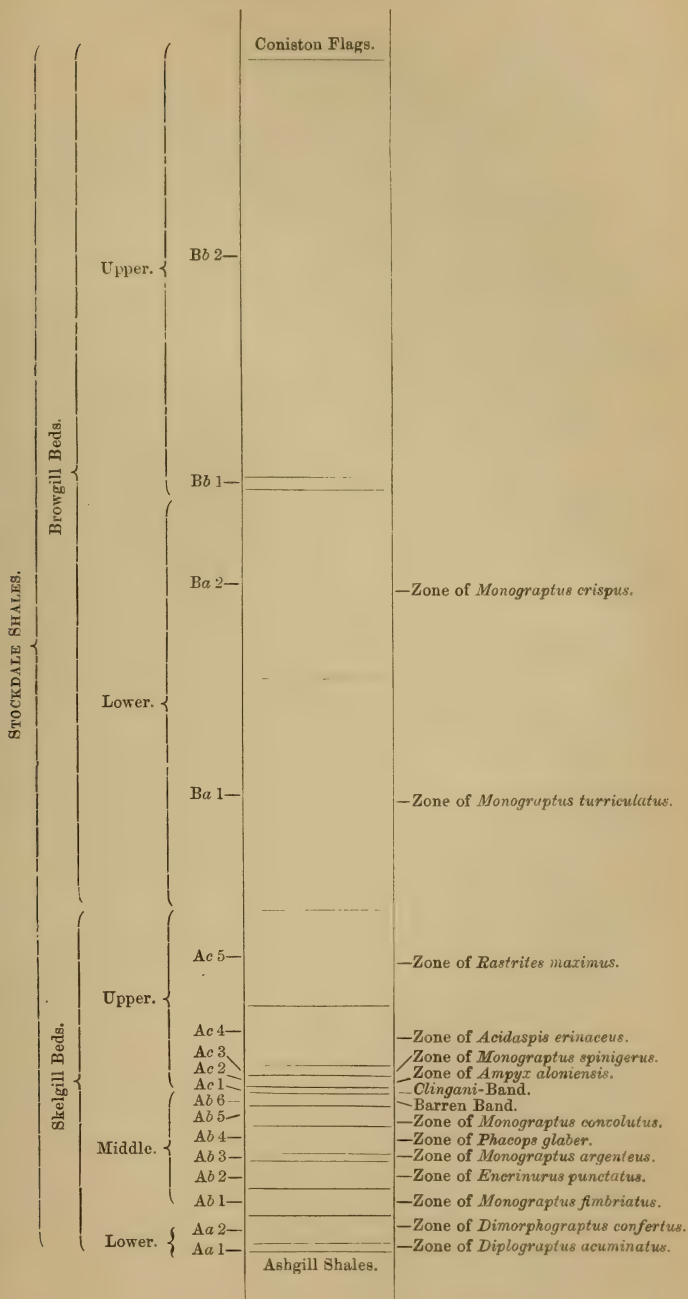 Coniston Flags.
Bb 2—
Upper.
Browgill Beds.
Bb 1—
Ba 2—
—Zone of Monograptus crispus.
STOCKDALE SHALES.
Lower.
Ba 1—
—Zone of Monograptus turriculatus.
Ac 5—
—Zone of Rastrites maximus.
Upper.
Ac 4—
—Zone of Acidaspis erinaceus.
Ac 3
Zone of Monograptus spinigerus.
Ac 2
Zone of Ampyx aloniensis.
Ac 1
Clingani-Band.
Skelgill Beds.
Ab 6—
Barren Band.
Ab 5—
—Zone of Monograptus convolutus.
Middle.
Ab 4—
—Zone of Phacops glaber.
Ab 3—
—Zone of Monograptus argenteus.
Ab 2—
—Zone of Encrinurus punctatus.
Ab 1—
—Zone of Monograptus fimbriatus.
Lower.
Aa 2—
—Zone of Dimorphograptus confertus.
Aa 1—
—Zone of Diplograptus acuminatus.
Ashgill Shales.